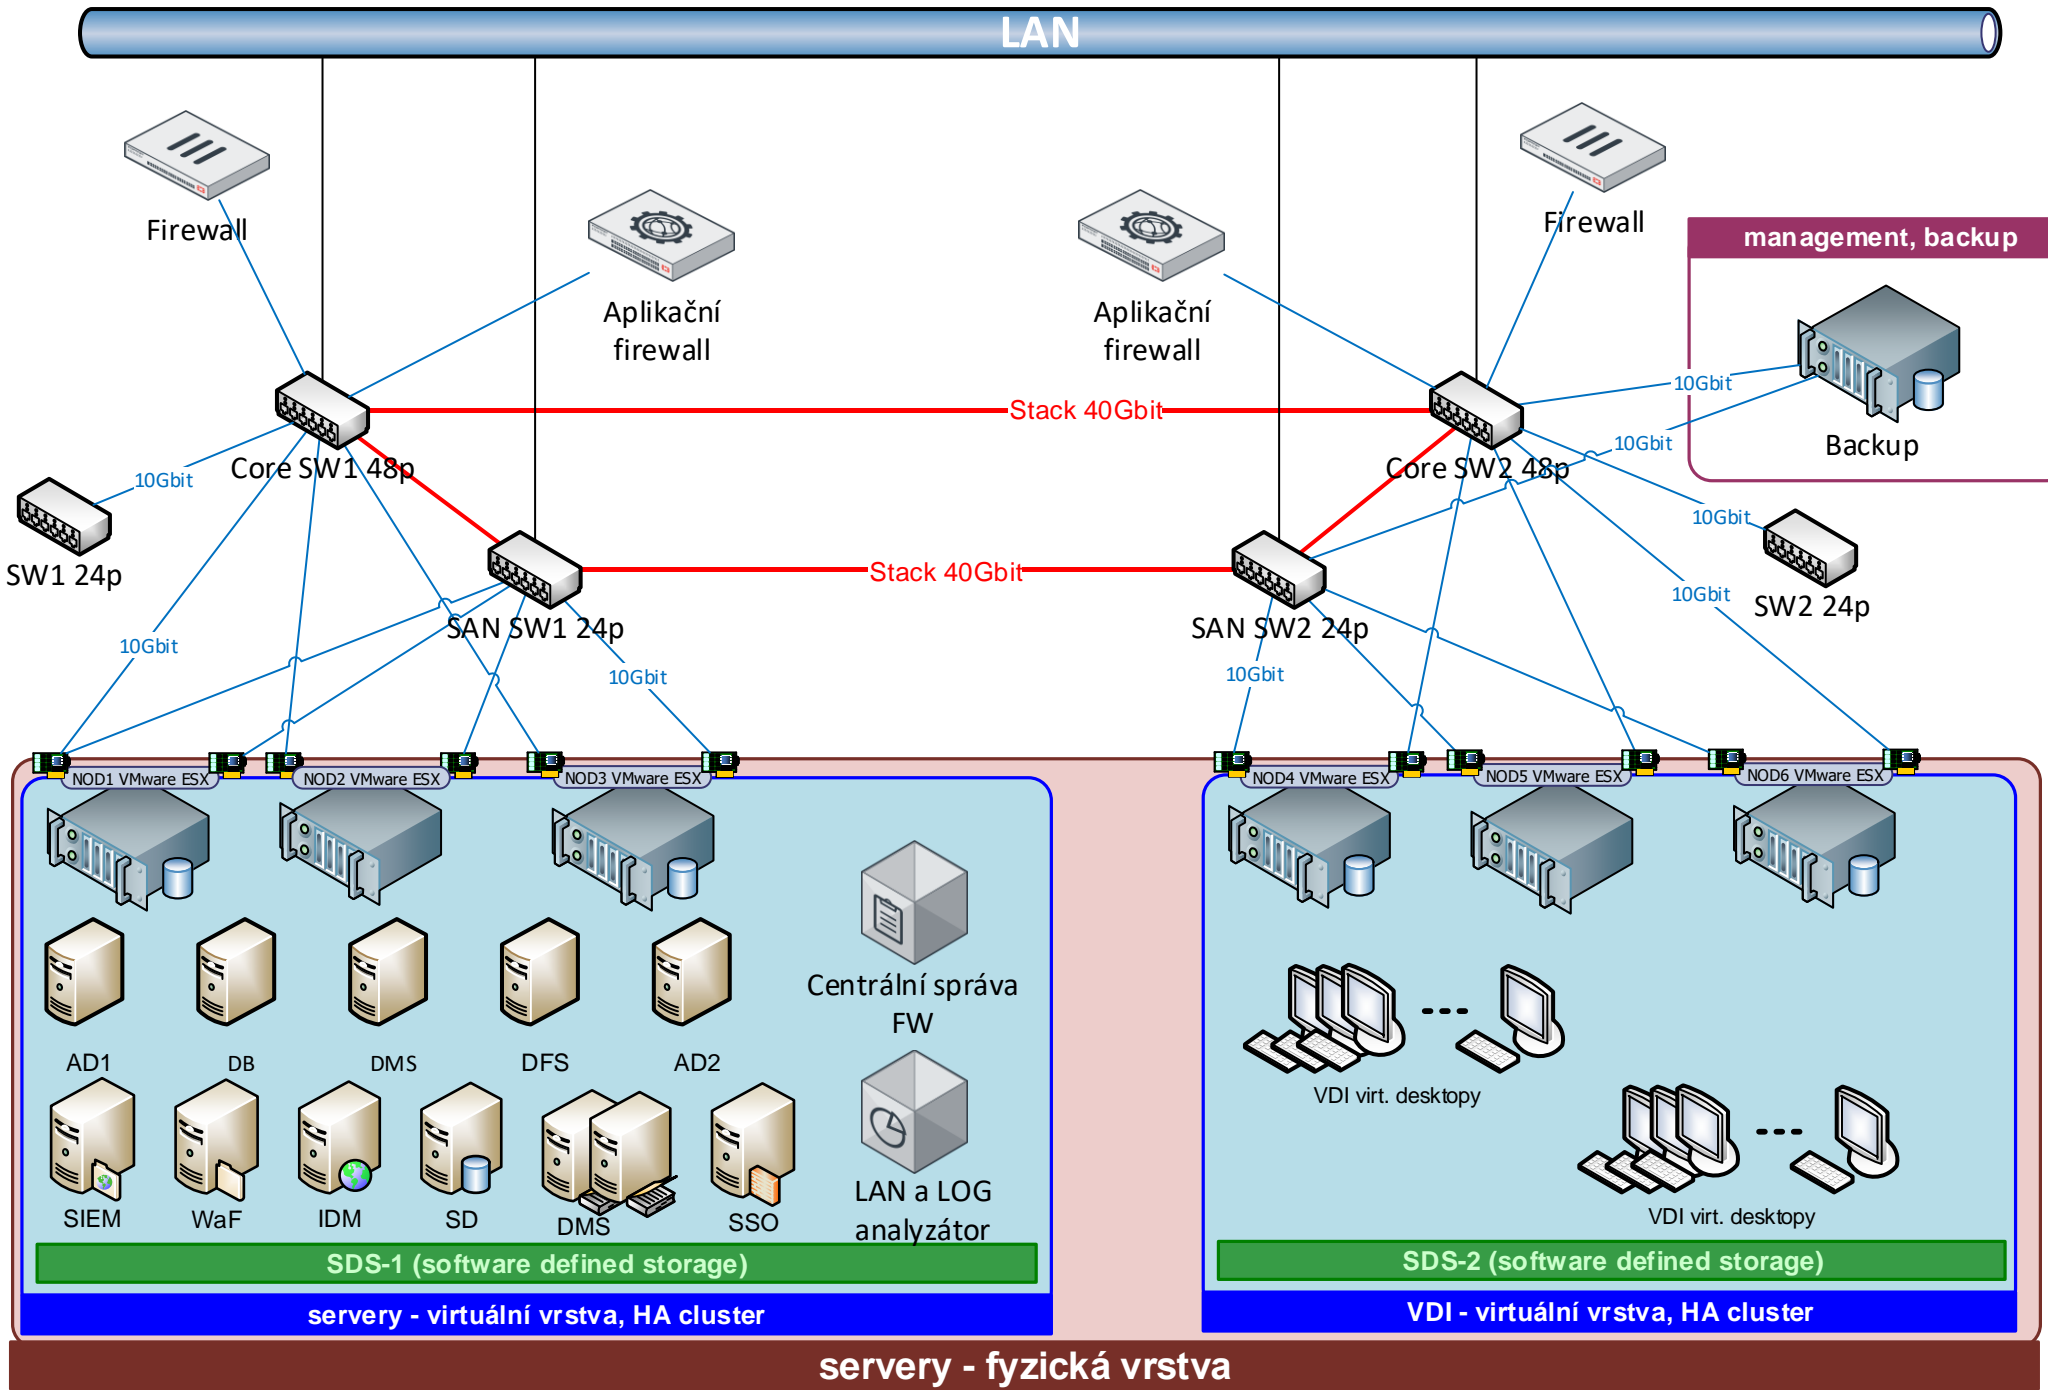 LAN
Firewall
Firewall
management, backup
Aplikační
firewall
Aplikační
firewall
10Gbit
Stack 40Gbit
10Gbit
Backup
Core SW1 48p
Core SW2 48p
10Gbit
10Gbit
SW1 24p
Stack 40Gbit
10Gbit
SW2 24p
SAN SW1 24p
SAN SW2 24p
10Gbit
10Gbit
10Gbit
NOD1 VMware ESX
NOD2 VMware ESX
NOD3 VMware ESX
NOD4 VMware ESX
NOD5 VMware ESX
NOD6 VMware ESX
Centrální správa
FW
AD1
DB
DMS
DFS
AD2
VDI virt. desktopy
LAN a LOG
analyzátor
SIEM
WaF
IDM
SD
DMS
SSO
VDI virt. desktopy
SDS-1 (software defined storage)
SDS-2 (software defined storage)
servery - virtuální vrstva, HA cluster
VDI - virtuální vrstva, HA cluster
servery - fyzická vrstva